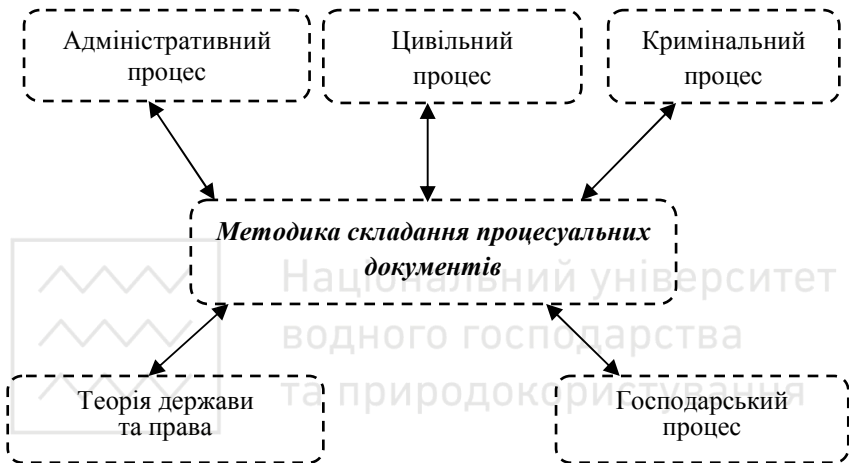 Адміністративний
процес
Цивільний
процес
Кримінальний
процес
Методика складання процесуальних
документів
Національний університет
водного господарства
та природокористування
Теорія держави
та права
Господарський
процес